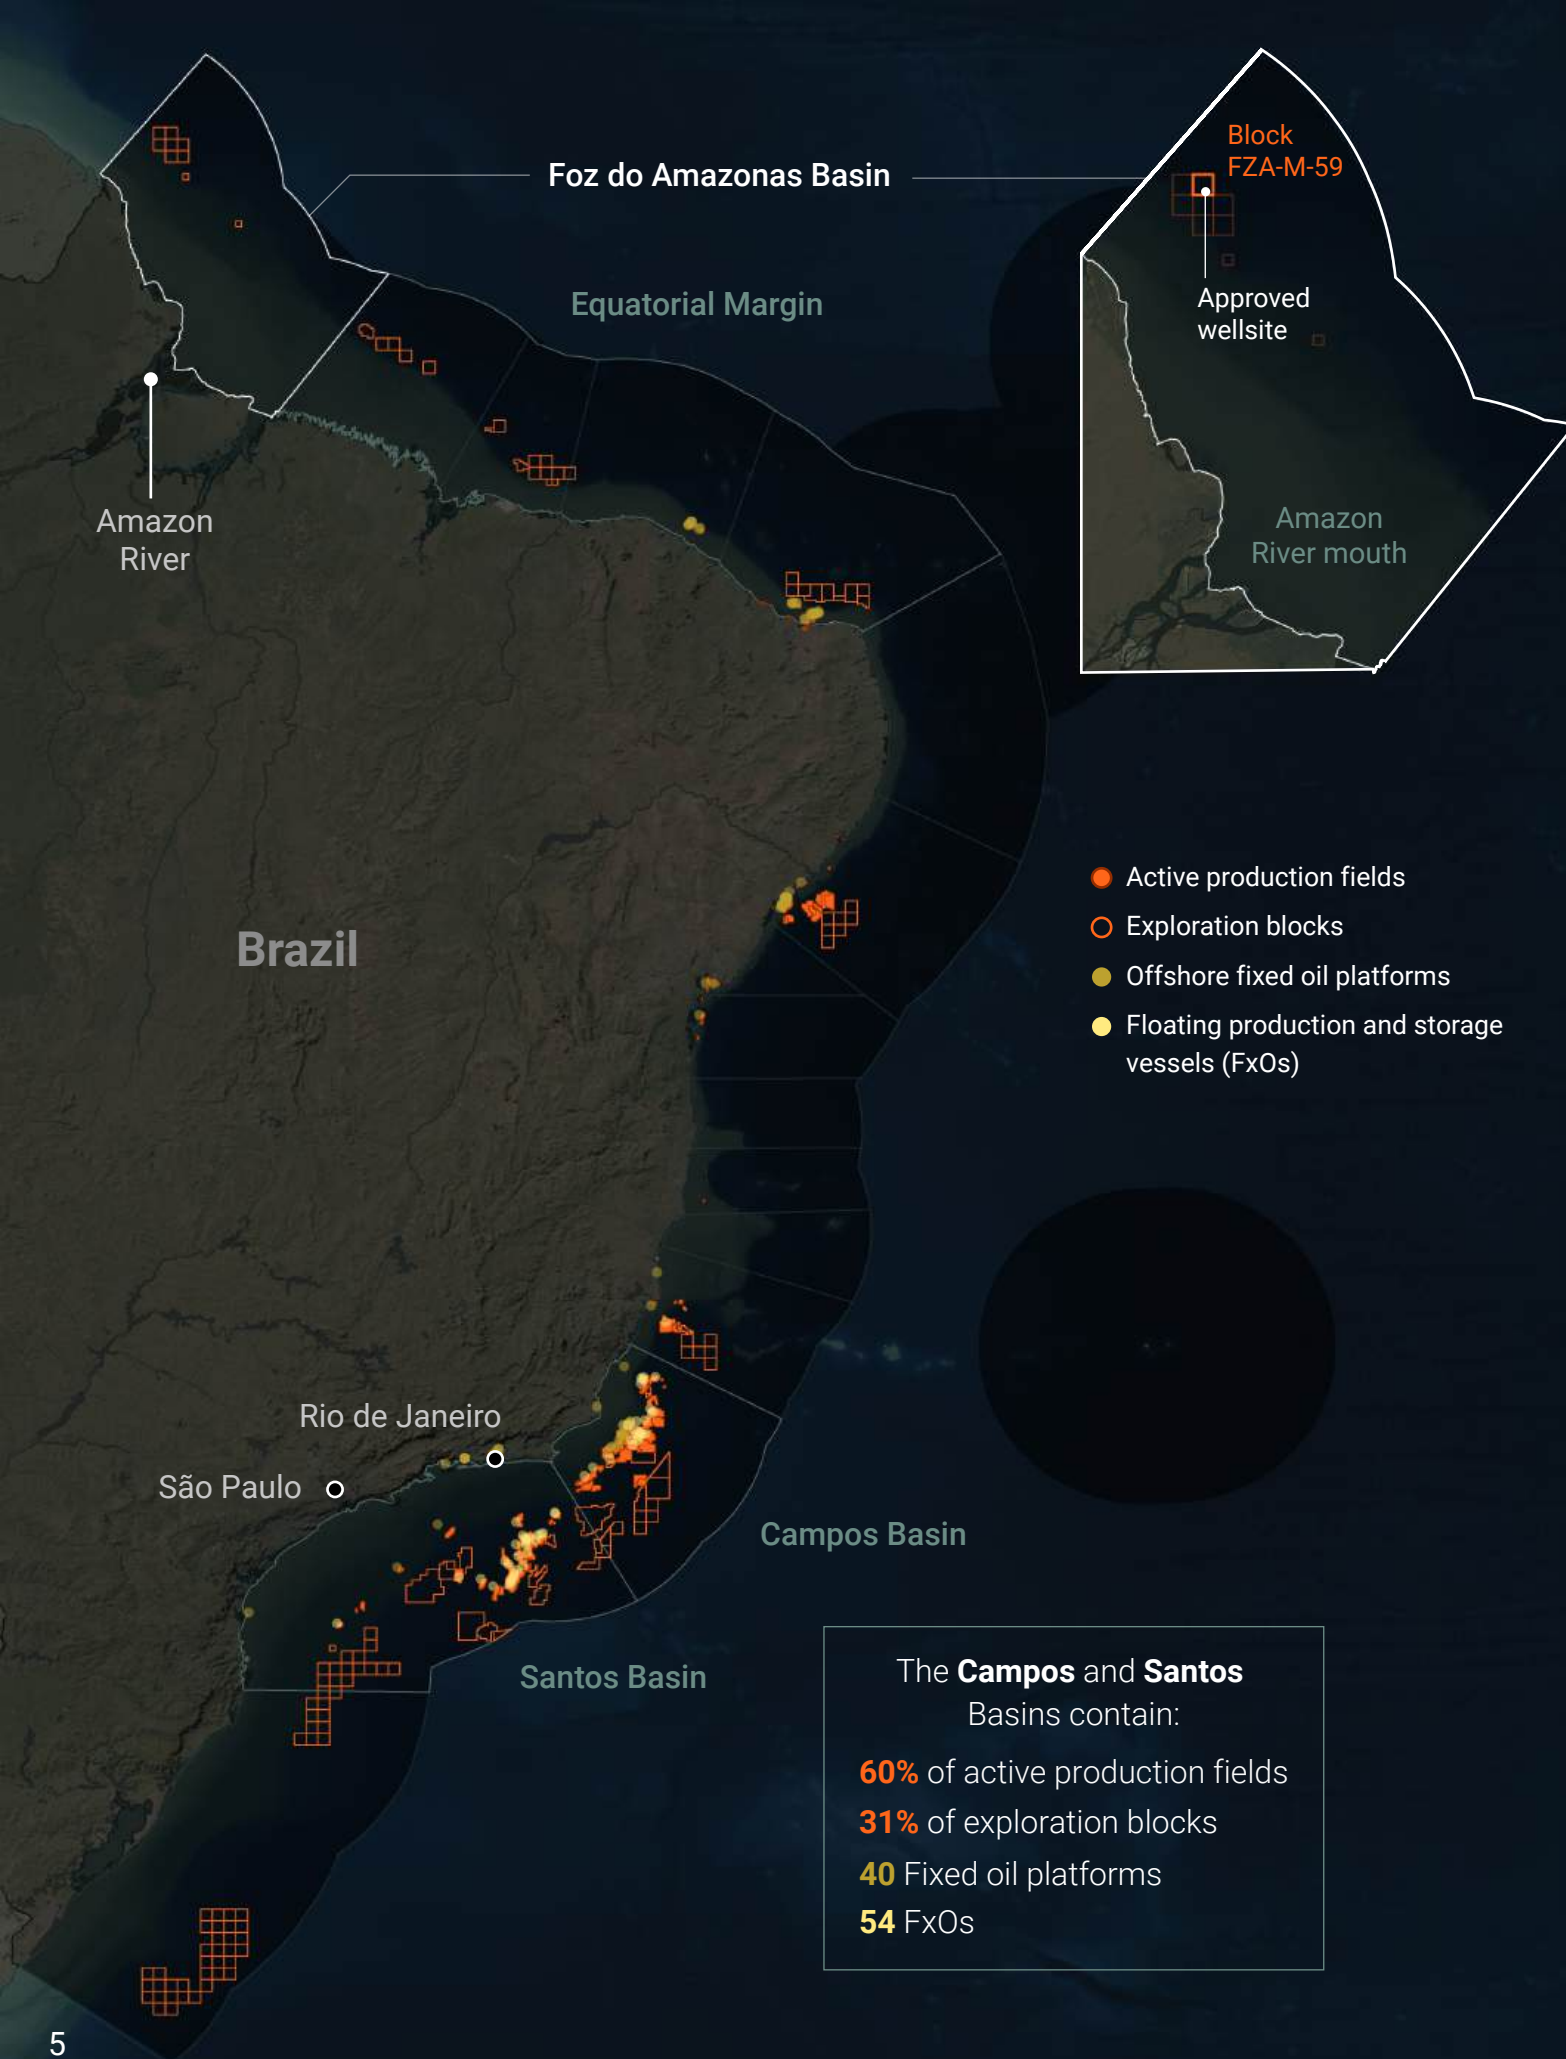 Foz do Amazonas Basin
Block
FZA-M-59
Approved
wellsite
Equatorial Margin
Amazon
River
Amazon
River mouth
Brazil
Active production fields
Exploration blocks
Offshore fixed oil platforms
Floating production and storage
vessels (FxOs)
Rio de Janeiro
São Paulo
Campos Basin
Santos Basin
The Campos and Santos
Basins contain:
60% of active production fields
31% of exploration blocks
40 Fixed oil platforms
54 FxOs
5